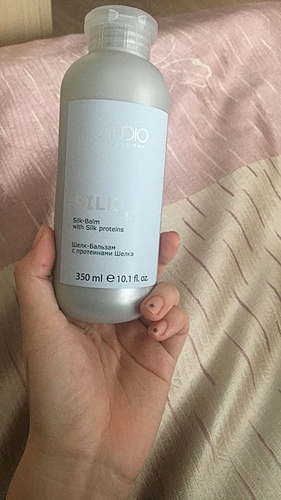 STUDIO
SILK
Silk-Balm
with Silk proteins
Шелк-Бальзам
с протеинами Шелка
350 ml ℮ 10.1 fl. oz.